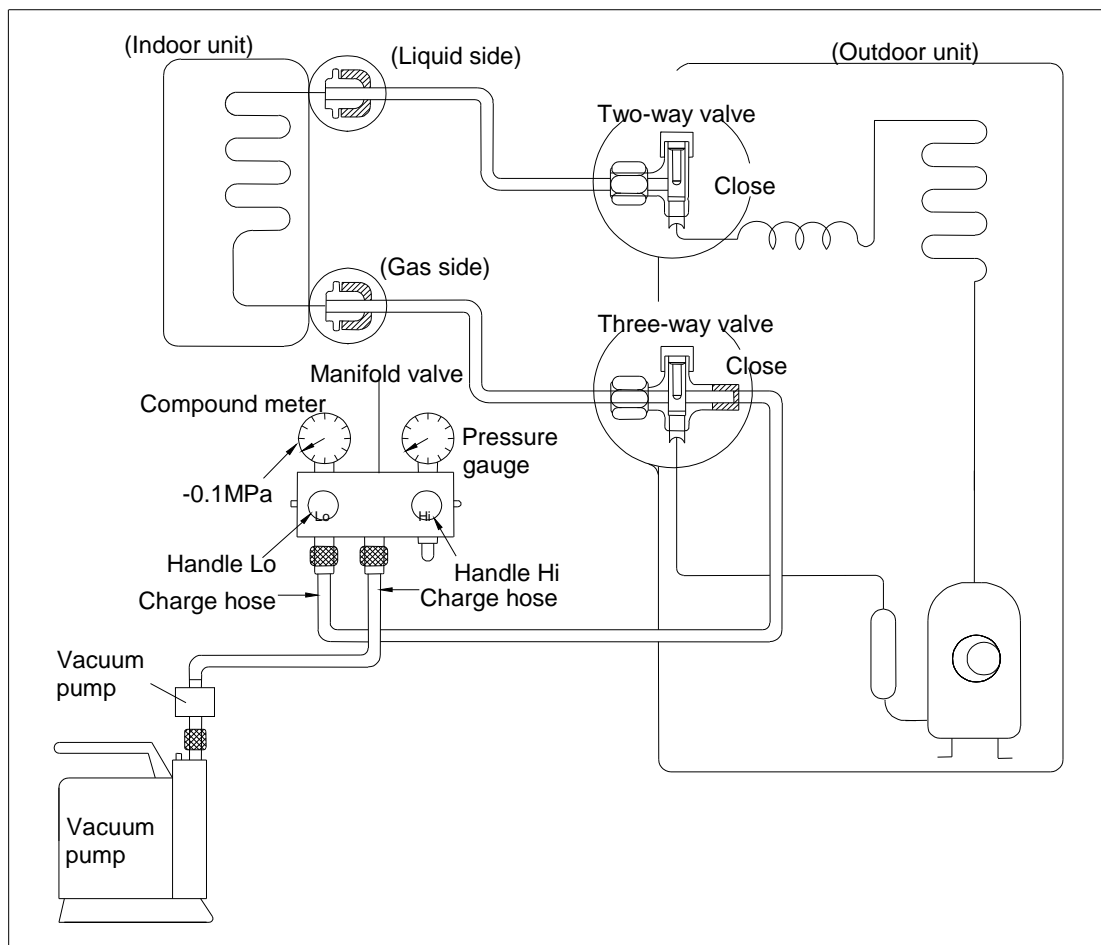 (Indoor unit)
(Liquid side)
(Outdoor unit)
Two-way valve
Close
(Gas side)
Three-way valve
Close
Manifold valve
Compound meter
Pressure
gauge
-0.1MPa
Lo
Hi
Handle Lo
Handle Hi
Charge hose
Charge hose
Vacuum
pump
Vacuum
pump